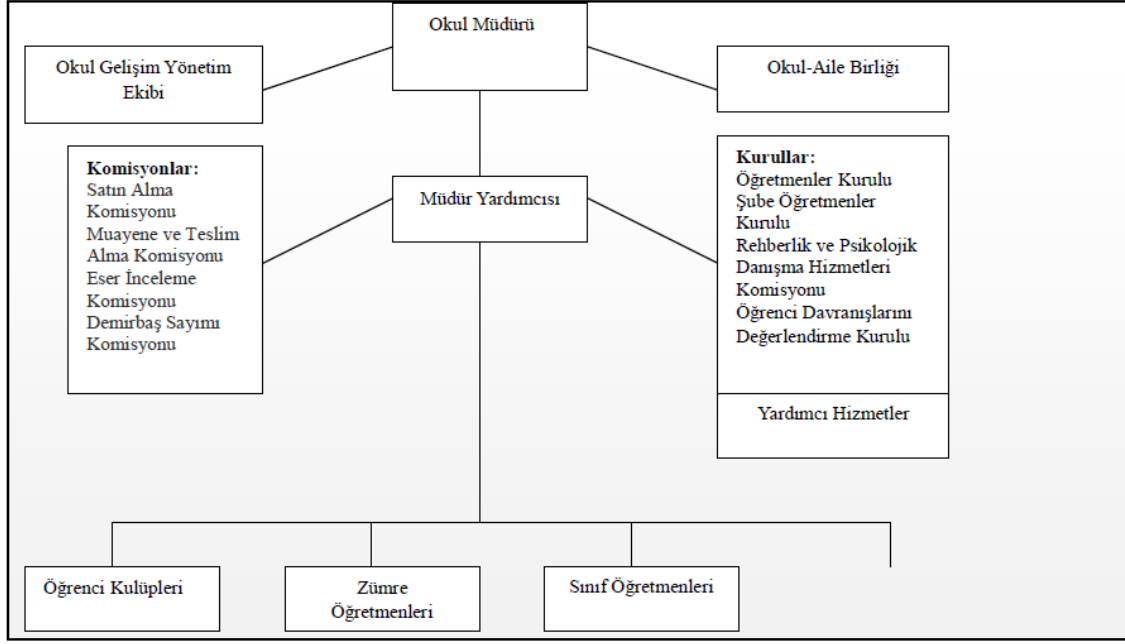 Okul Müdürü
Okul Gelişim Yönetim
Ekibi
Okul-Aile Birliği
Komisyonlar:
Satın Alma
Komisyonu
Muayene ve Teslim
Alma Komisyonu
Eser İnceleme
Komisyonu
Demirbaş Sayımı
Komisyonu
Müdür Yardımcısı
Kurullar:
Öğretmenler Kurulu
Şube Öğretmenler
Kurulu
Rehberlik ve Psikolojik
Danışma Hizmetleri
Komisyonu
Öğrenci Davranışlarını
Değerlendirme Kurulu
Yardımcı Hizmetler
Öğrenci Kulüpleri
Zümre
Öğretmenleri
Sınıf Öğretmenleri